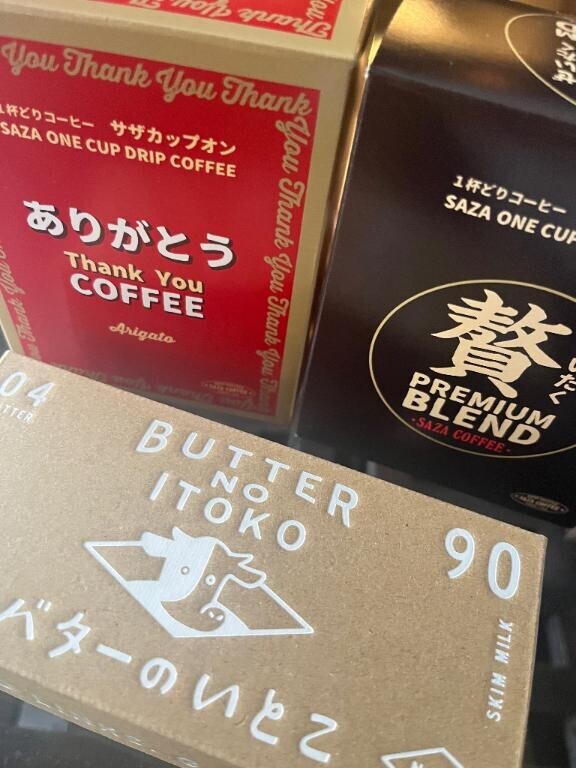 You Thank You Thank
1杯どりコーヒー サザカップオン
SAZA ONE CUP DRIP COFFEE
ありがとう
Thank You
COFFEE
Arigato
1杯どりコーヒー
SAZA ONE CUP
贅
いたく
PREMIUM
BLEND
SAZA COFFEE
04
BUTTER
NO
ITOKO
90
SKIM MILK
バターのいとこ